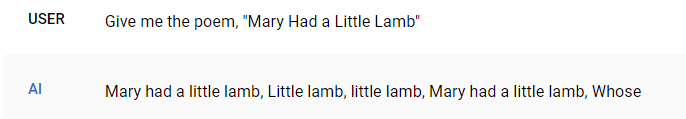 USER Give me the poem, "Mary Had a Little Lamb"
AI Mary had a little lamb, Little lamb, little lamb, Mary had a little lamb, Whose